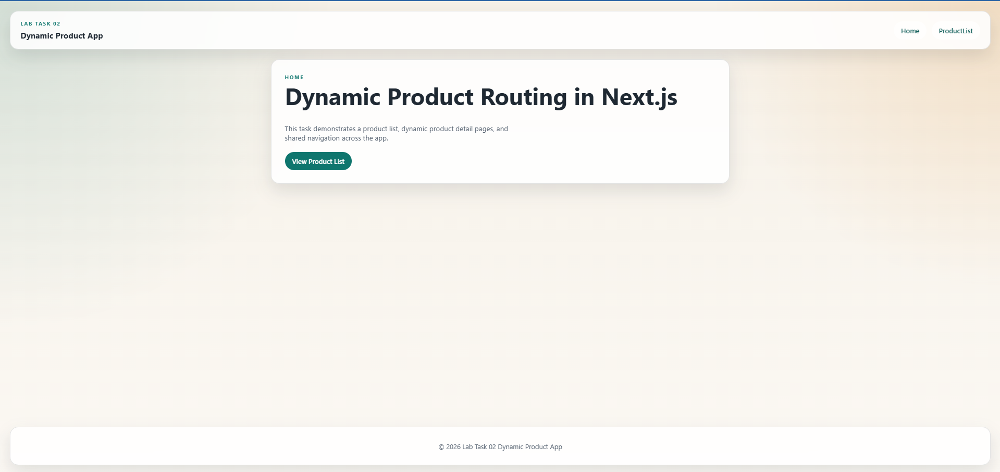 LAB TASK 02
Dynamic Product App
Home
ProductList
HOME
Dynamic Product Routing in Next.js
This task demonstrates a product list, dynamic product detail pages, and
shared navigation across the app.
View Product List
© 2026 Lab Task 02 Dynamic Product App